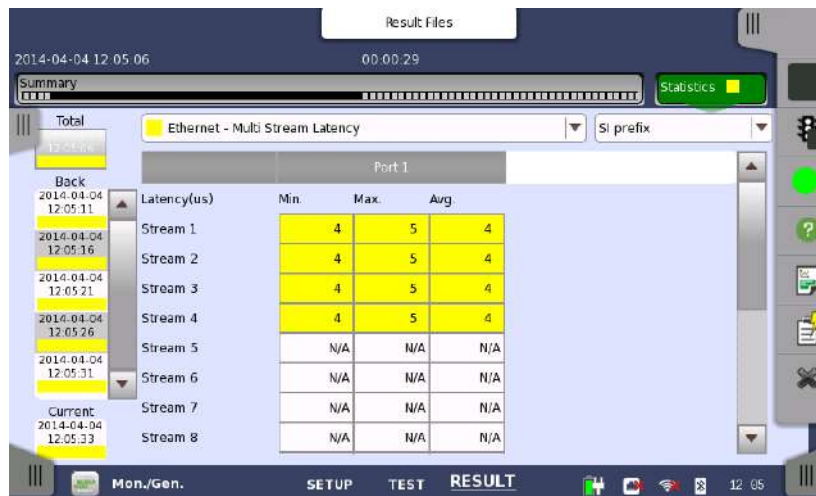 Result Files
2014-04-04 12 05 06
00:00:29
Summary
Statistics
Total
12:05:06
Ethernet - Multi Stream Latency
SI prefix
Port 1
Back
2014-04-04
12:05:11
2014-04-04
12:05:16
2014-04-04
12:05:21
2014-04-04
12:05:26
2014-04-04
12:05:31
Current
2014-04-04
12:05:33
Latency(us) Min. Max. Avg.
Stream 1 4 5 4
Stream 2 4 5 4
Stream 3 4 5 4
Stream 4 4 5 4
Stream 5 N/A N/A N/A
Stream 6 N/A N/A N/A
Stream 7 N/A N/A N/A
Stream 8 N/A N/A N/A
Mon./Gen. SETUP TEST RESULT 12 05